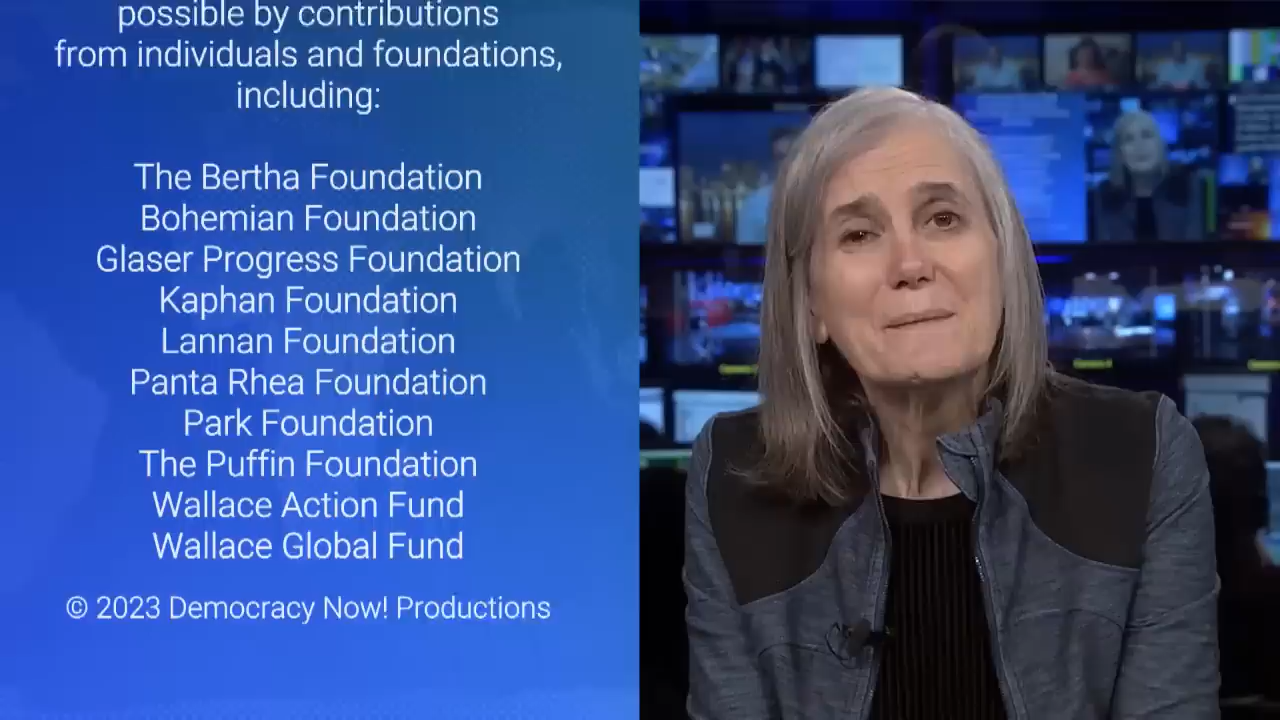 possible by contributions
from individuals and foundations,
including:
The Bertha Foundation
Bohemian Foundation
Glaser Progress Foundation
Kaphan Foundation
Lannan Foundation
Panta Rhea Foundation
Park Foundation
The Puffin Foundation
Wallace Action Fund
Wallace Global Fund
© 2023 Democracy Now! Productions